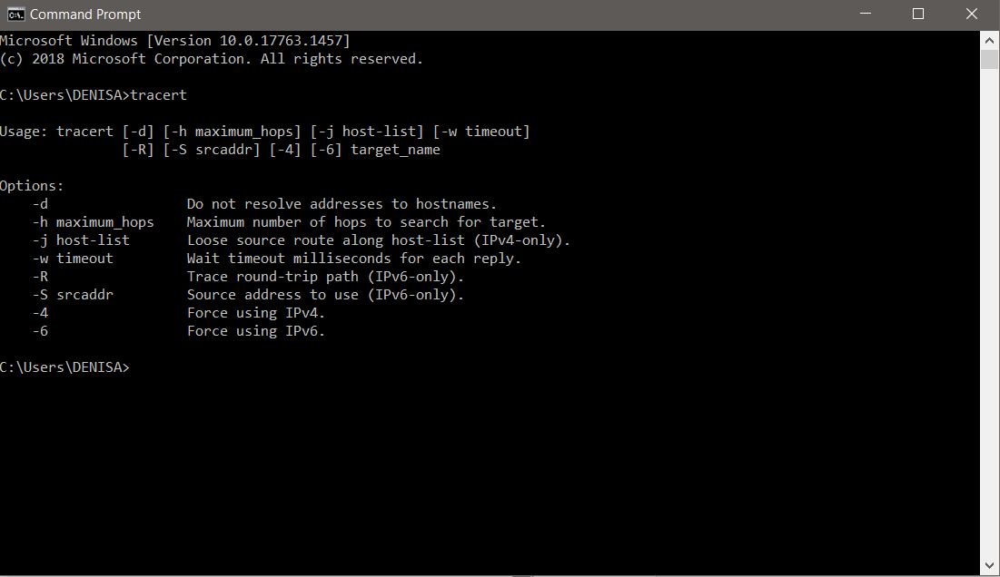 Command Prompt
Microsoft Windows [Version 10.0.17763.1457]
(c) 2018 Microsoft Corporation. All rights reserved.
C:\Users\DENISA>tracert
Usage: tracert [-d] [-h maximum_hops] [-j host-list] [-w timeout]
[-R] [-S srcaddr] [-4] [-6] target_name
Options:
-d Do not resolve addresses to hostnames.
-h maximum_hops Maximum number of hops to search for target.
-j host-list Loose source route along host-list (IPv4-only).
-w timeout Wait timeout milliseconds for each reply.
-R Trace round-trip path (IPv6-only).
-S srcaddr Source address to use (IPv6-only).
-4 Force using IPv4.
-6 Force using IPv6.
C:\Users\DENISA>